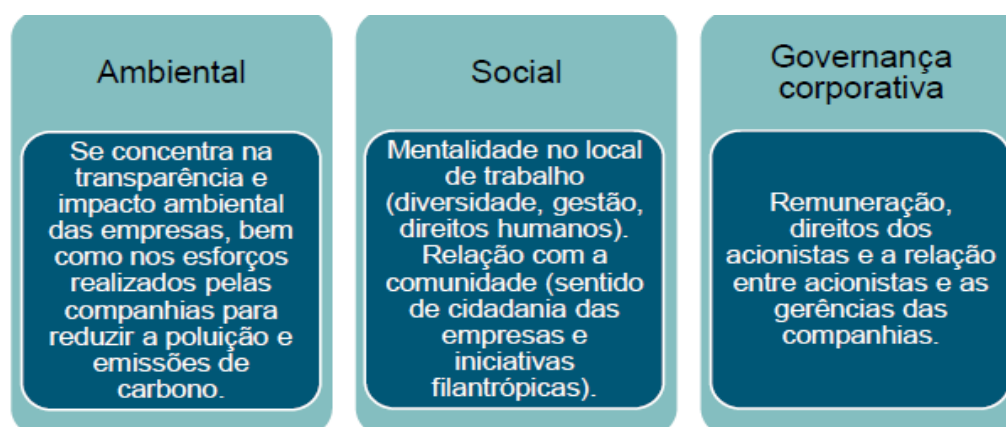 Ambiental
Se concentra na
transparência e
impacto ambiental
das empresas, bem
como nos esforços
realizados pelas
companhias para
reduzir a poluição e
emissões de
carbono.
Social
Mentalidade no local
de trabalho
(diversidade, gestão,
direitos humanos).
Relação com a
comunidade (sentido
de cidadania das
empresas e
iniciativas
filantrópicas).
Governança
corporativa
Remuneração,
direitos dos
acionistas e a relação
entre acionistas e as
gerências das
companhias.